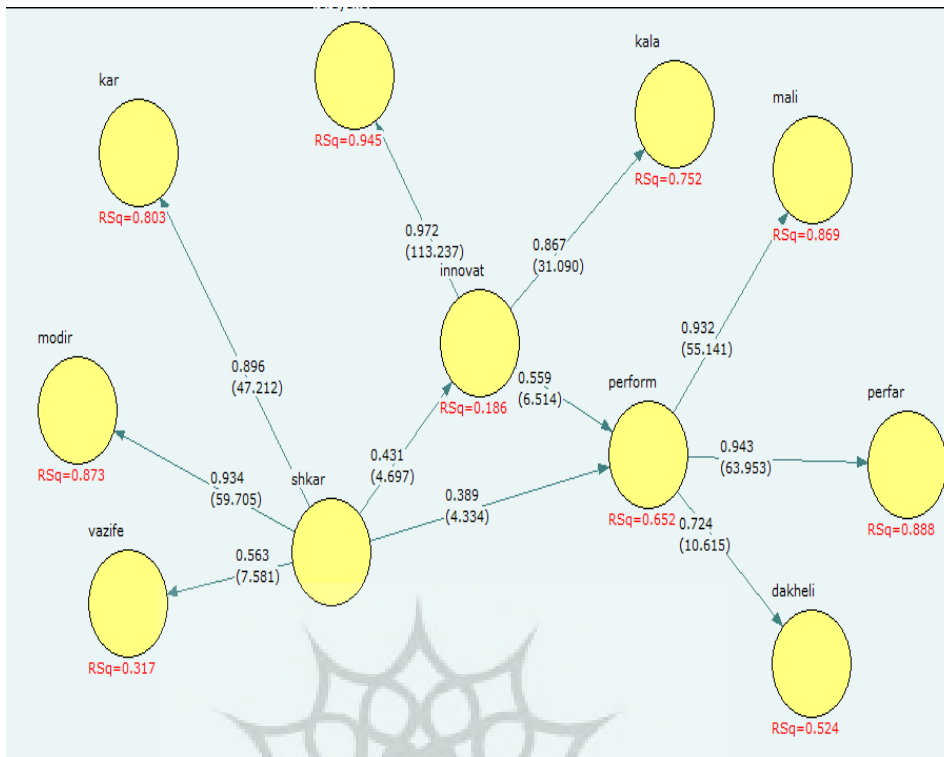 kala
kar
mali
RSq=0.945
RSq=0.752
RSq=0.803
RSq=0.869
0.972
(113.237)
0.867
(31.090)
innovat
modir
0.932
(55.141)
0.896
(47.212)
0.559
(6.514)
perform
perfar
RSq=0.186
RSq=0.873
0.934
(59.705)
0.431
(4.697)
shkar
0.943
(63.953)
0.389
(4.334)
RSq=0.652
0.724
(10.615)
RSq=0.888
vazife
0.563
(7.581)
dakheli
RSq=0.317
RSq=0.524